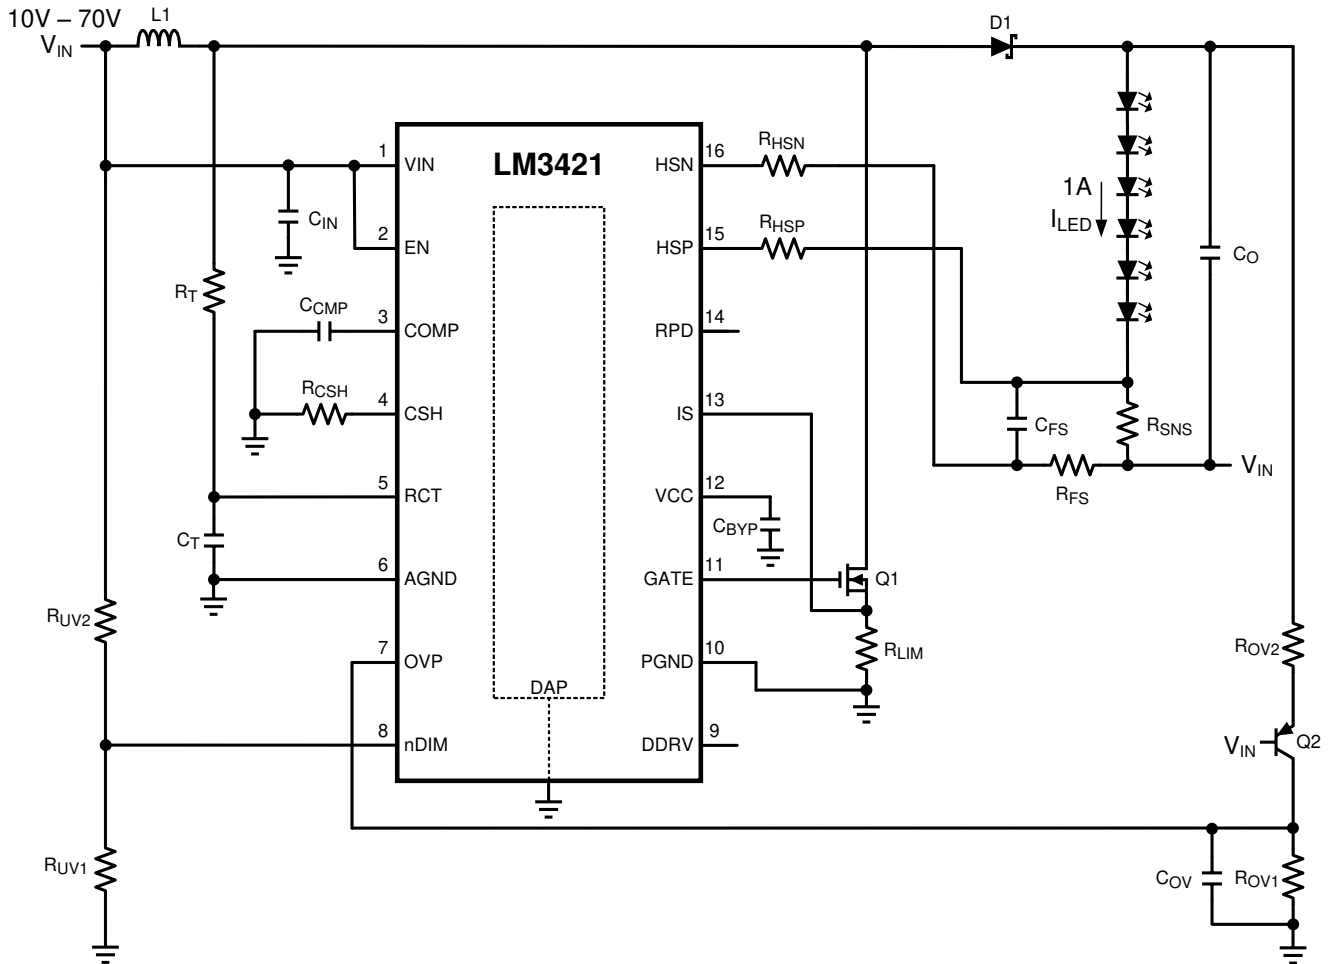 10V – 70V
L1
VIN
D1
1
VIN
LM3421
HSN
16
RHSN
CIN
2
EN
HSP
15
RHSP
1A
ILED
CO
RT
CCMP
3
COMP
RPD
14
RCSH
4
CSH
IS
13
CFS
RSNS
VIN
RFS
5
RCT
VCC
12
CBYP
CT
6
AGND
GATE
11
Q1
RUV2
7
OVP
PGND
10
RLIM
ROV2
DAP
8
nDIM
DDRV
9
VIN
Q2
RUV1
COV
ROV1